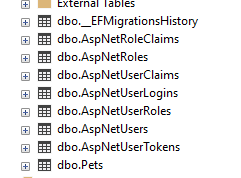 External Tables
dbo.__EFMigrationsHistory
dbo.AspNetRoleClaims
dbo.AspNetRoles
dbo.AspNetUserClaims
dbo.AspNetUserLogins
dbo.AspNetUserRoles
dbo.AspNetUsers
dbo.AspNetUserTokens
dbo.Pets